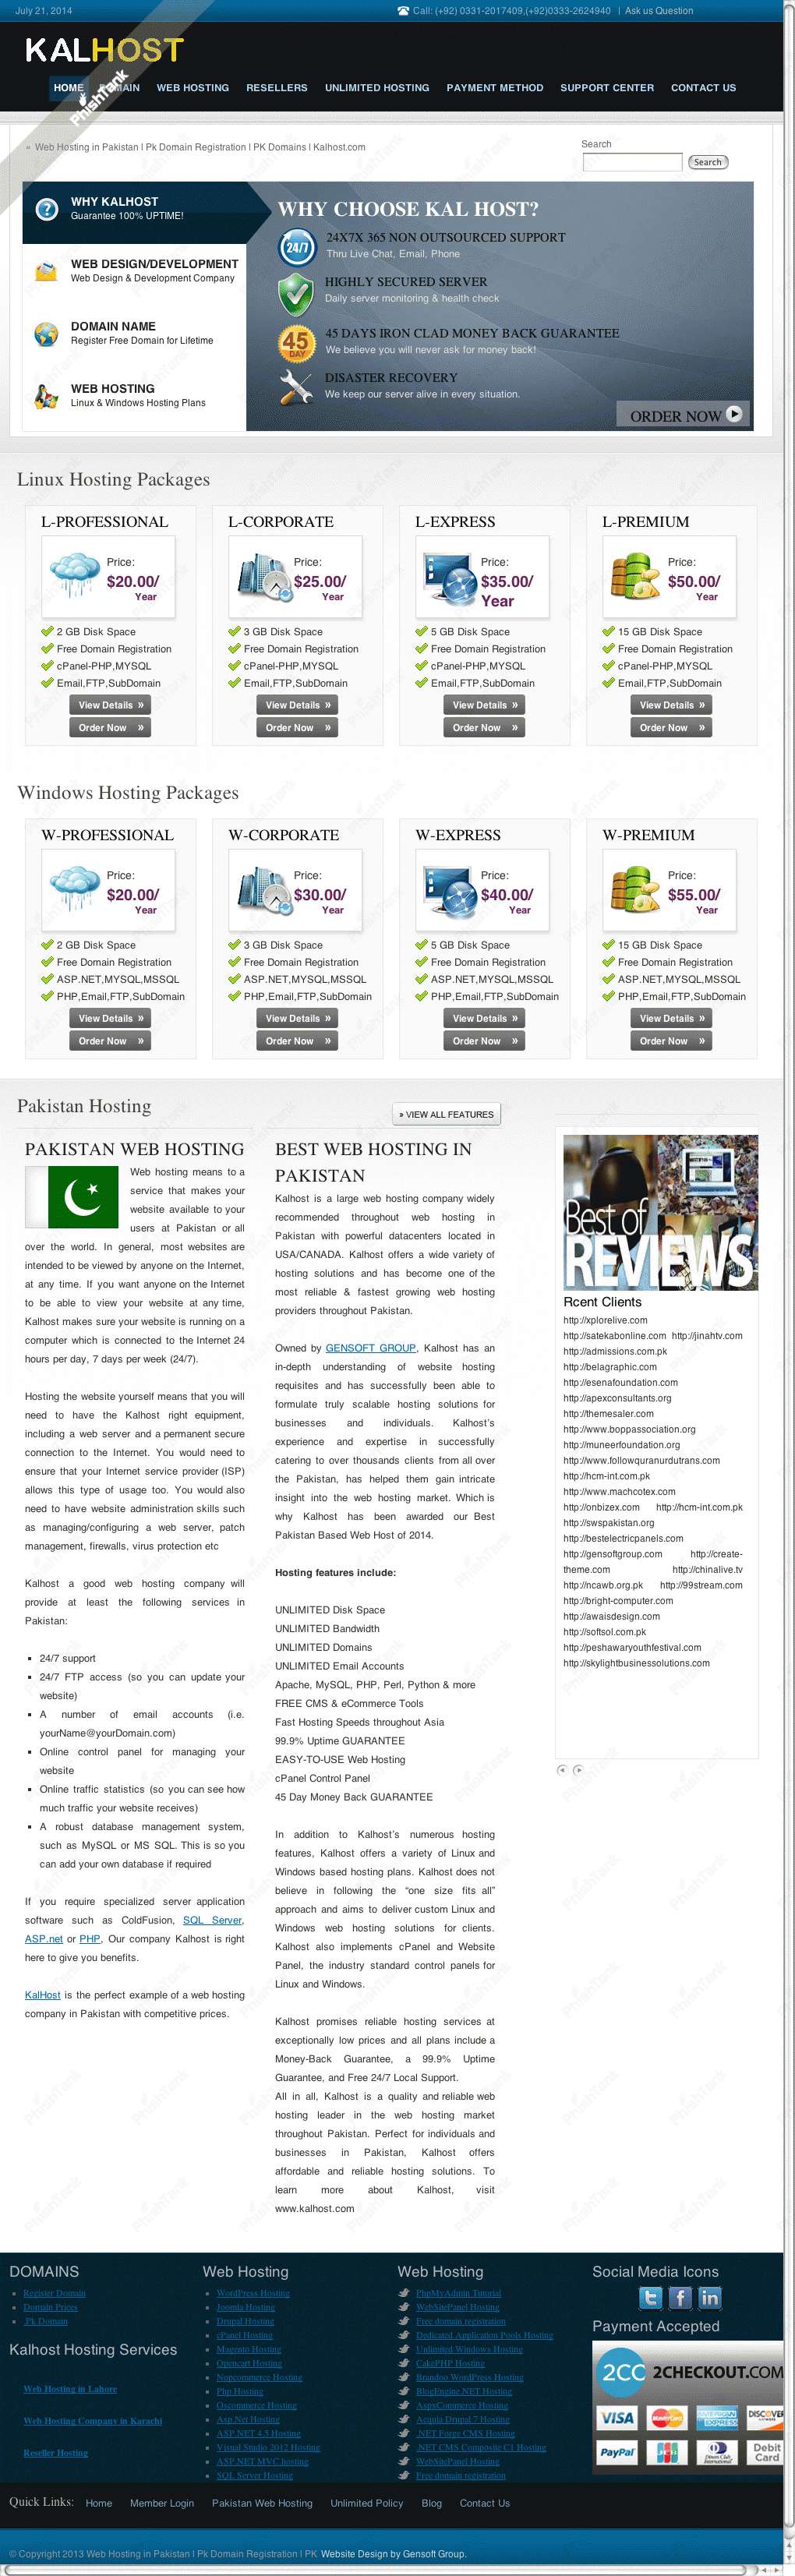 July 21, 2014
Call: (+92) 0331-2017409,(+92)0333-2624940 | Ask us Question
KALHOST
HOME DOMAIN WEB HOSTING RESELLERS UNLIMITED HOSTING PAYMENT METHOD SUPPORT CENTER CONTACT US
PhishTank
» Web Hosting in Pakistan l Pk Domain Registration l PK Domains l Kalhost.com
Search
Search
WHY KALHOST
Guarantee 100% UPTIME!
WEB DESIGN/DEVELOPMENT
Web Design & Development Company
DOMAIN NAME
Register Free Domain for Lifetime
WEB HOSTING
Linux & Windows Hosting Plans
WHY CHOOSE KAL HOST?
24/7
24X7X 365 NON OUTSOURCED SUPPORT
Thru Live Chat, Email, Phone
HIGHLY SECURED SERVER
Daily server monitoring & health check
45 DAY
45 DAYS IRON CLAD MONEY BACK GUARANTEE
We believe you will never ask for money back!
DISASTER RECOVERY
We keep our server alive in every situation.
ORDER NOW
Linux Hosting Packages
L-PROFESSIONAL
Price:
$20.00/
Year
2 GB Disk Space
Free Domain Registration
cPanel-PHP,MYSQL
Email,FTP,SubDomain
View Details »
Order Now »
L-CORPORATE
Price:
$25.00/
Year
3 GB Disk Space
Free Domain Registration
cPanel-PHP,MYSQL
Email,FTP,SubDomain
View Details »
Order Now »
L-EXPRESS
Price:
$35.00/
Year
5 GB Disk Space
Free Domain Registration
cPanel-PHP,MYSQL
Email,FTP,SubDomain
View Details »
Order Now »
L-PREMIUM
Price:
$50.00/
Year
15 GB Disk Space
Free Domain Registration
cPanel-PHP,MYSQL
Email,FTP,SubDomain
View Details »
Order Now »
Windows Hosting Packages
W-PROFESSIONAL
Price:
$20.00/
Year
2 GB Disk Space
Free Domain Registration
ASP.NET,MYSQL,MSSQL
PHP,Email,FTP,SubDomain
View Details »
Order Now »
W-CORPORATE
Price:
$30.00/
Year
3 GB Disk Space
Free Domain Registration
ASP.NET,MYSQL,MSSQL
PHP,Email,FTP,SubDomain
View Details »
Order Now »
W-EXPRESS
Price:
$40.00/
Year
5 GB Disk Space
Free Domain Registration
ASP.NET,MYSQL,MSSQL
PHP,Email,FTP,SubDomain
View Details »
Order Now »
W-PREMIUM
Price:
$55.00/
Year
15 GB Disk Space
Free Domain Registration
ASP.NET,MYSQL,MSSQL
PHP,Email,FTP,SubDomain
View Details »
Order Now »
Pakistan Hosting
» VIEW ALL FEATURES
PAKISTAN WEB HOSTING
Web hosting means to a
service that makes your
website available to your
users at Pakistan or all
over the world. In general, most websites are
intended to be viewed by anyone on the Internet,
at any time. If you want anyone on the Internet
to be able to view your website at any time,
Kalhost makes sure your website is running on a
computer which is connected to the Internet 24
hours per day, 7 days per week (24/7).
Hosting the website yourself means that you will
need to have the Kalhost right equipment,
including a web server and a permanent secure
connection to the Internet. You would need to
ensure that your Internet service provider (ISP)
allows this type of usage too. You would also
need to have website administration skills such
as managing/configuring a web server, patch
management, firewalls, virus protection etc
Kalhost a good web hosting company will
provide at least the following services in
Pakistan:
24/7 support
24/7 FTP access (so you can update your
website)
A number of email accounts (i.e.
yourName@yourDomain.com)
Online control panel for managing your
website
Online traffic statistics (so you can see how
much traffic your website receives)
A robust database management system,
such as MySQL or MS SQL. This is so you
can add your own database if required
If you require specialized server application
software such as ColdFusion, SQL Server,
ASP.net or PHP, Our company Kalhost is right
here to give you benefits.
KalHost is the perfect example of a web hosting
company in Pakistan with competitive prices.
BEST WEB HOSTING IN
PAKISTAN
Kalhost is a large web hosting company widely
recommended throughout web hosting in
Pakistan with powerful datacenters located in
USA/CANADA. Kalhost offers a wide variety of
hosting solutions and has become one of the
most reliable & fastest growing web hosting
providers throughout Pakistan.
Owned by GENSOFT GROUP, Kalhost has an
in-depth understanding of website hosting
requisites and has successfully been able to
formulate truly scalable hosting solutions for
businesses and individuals. Kalhost's
experience and expertise in successfully
catering to over thousands clients from all over
the Pakistan, has helped them gain intricate
insight into the web hosting market. Which is
why Kalhost has been awarded our Best
Pakistan Based Web Host of 2014.
Hosting features include:
UNLIMITED Disk Space
UNLIMITED Bandwidth
UNLIMITED Domains
UNLIMITED Email Accounts
Apache, MySQL, PHP, Perl, Python & more
FREE CMS & eCommerce Tools
Fast Hosting Speeds throughout Asia
99.9% Uptime GUARANTEE
EASY-TO-USE Web Hosting
cPanel Control Panel
45 Day Money Back GUARANTEE
In addition to Kalhost's numerous hosting
features, Kalhost offers a variety of Linux and
Windows based hosting plans. Kalhost does not
believe in following the “one size fits all”
approach and aims to deliver custom Linux and
Windows web hosting solutions for clients.
Kalhost also implements cPanel and Website
Panel, the industry standard control panels for
Linux and Windows.
Kalhost promises reliable hosting services at
exceptionally low prices and all plans include a
Money-Back Guarantee, a 99.9% Uptime
Guarantee, and Free 24/7 Local Support.
All in all, Kalhost is a quality and reliable web
hosting leader in the web hosting market
throughout Pakistan. Perfect for individuals and
businesses in Pakistan, Kalhost offers
affordable and reliable hosting solutions. To
learn more about Kalhost, visit
www.kalhost.com
Best of
REVIEWS
Rcent Clients
http://xplorelive.com
http://satekabonline.com http://jinahtv.com
http://admissions.com.pk
http://belagraphic.com
http://esenafoundation.com
http://apexconsultants.org
http://themesaler.com
http://www.boppassociation.org
http://muneerfoundation.org
http://www.followquranurdutrans.com
http://hcm-int.com.pk
http://www.machcotex.com
http://onbizex.com http://hcm-int.com.pk
http://swspakistan.org
http://bestelectricpanels.com
http://gensoftgroup.com http://create-
theme.com http://chinalive.tv
http://ncawb.org.pk http://99stream.com
http://bright-computer.com
http://awaisdesign.com
http://softsol.com.pk
http://peshawaryouthfestival.com
http://skylightbusinessolutions.com
DOMAINS
Register Domain
Domain Prices
.Pk Domain
Kalhost Hosting Services
Web Hosting in Lahore
Web Hosting Company in Karachi
Reseller Hosting
Web Hosting
WordPress Hosting
Joomla Hosting
Drupal Hosting
cPanel Hosting
Magento Hosting
Opencart Hosting
Nopcommerce Hosting
Php Hosting
Oscommerce Hosting
Asp.Net Hosting
ASP.NET 4.5 Hosting
Visual Studio 2012 Hosting
ASP.NET MVC hosting
SQL Server Hosting
Web Hosting
PhpMyAdmin Tutorial
WebSitePanel Hosting
Free domain registration
Dedicated Application Pools Hosting
Unlimited Windows Hosting
CakePHP Hosting
Brandoo WordPress Hosting
BlogEngine.NET Hosting
AspxCommerce Hosting
Acquia Drupal 7 Hosting
.NET Forge CMS Hosting
.NET CMS Composite C1 Hosting
WebSitePanel Hosting
Free domain registration
Social Media Icons
Payment Accepted
2CC 2CHECKOUT.COM
VISA MasterCard AMERICAN EXPRESS DISCOVER
PayPal JCB Diners Club International Debit Card
Quick Links: Home Member Login Pakistan Web Hosting Unlimited Policy Blog Contact Us
© Copyright 2013 Web Hosting in Pakistan l Pk Domain Registration l PK Website Design by Gensoft Group.